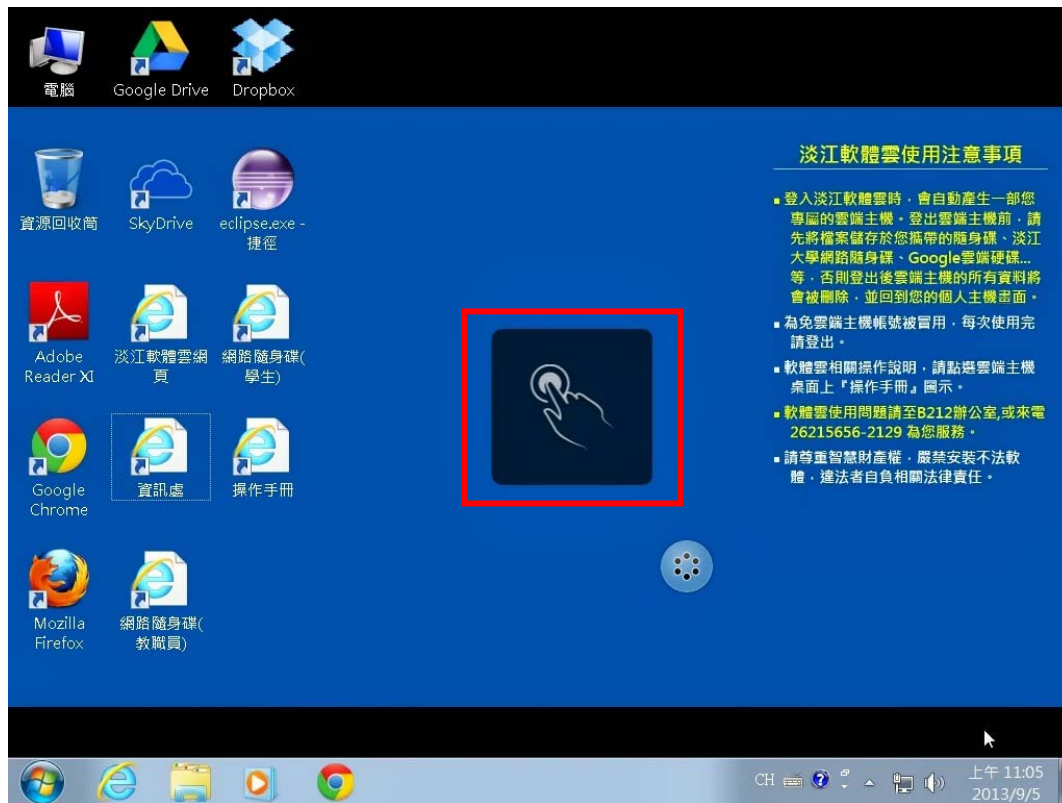 電腦
Google Drive
Dropbox
資源回收筒
SkyDrive
eclipse.exe -
捷徑
Adobe
Reader XI
淡江軟體雲網
頁
網路隨身碟(
學生)
Google
Chrome
資訊處
操作手冊
Mozilla
Firefox
網路隨身碟(
教職員)
淡江軟體雲使用注意事項
▪ 登入淡江軟體雲時，會自動產生一部您
專屬的雲端主機。登出雲端主機前，請
先將檔案儲存於您攜帶的隨身碟、淡江
大學網路隨身碟、Google雲端硬碟...
等，否則登出後雲端主機的所有資料將
會被刪除，並回到您的個人主機畫面。
▪ 為免雲端主機帳號被冒用，每次使用完
請登出。
▪ 軟體雲相關操作說明，請點選雲端主機
桌面上『操作手冊』圖示。
▪ 軟體雲使用問題請至B212辦公室,或來電
26215656-2129 為您服務。
▪ 請尊重智慧財產權，嚴禁安裝不法軟
體，違法者自負相關法律責任。
CH
上午 11:05
2013/9/5